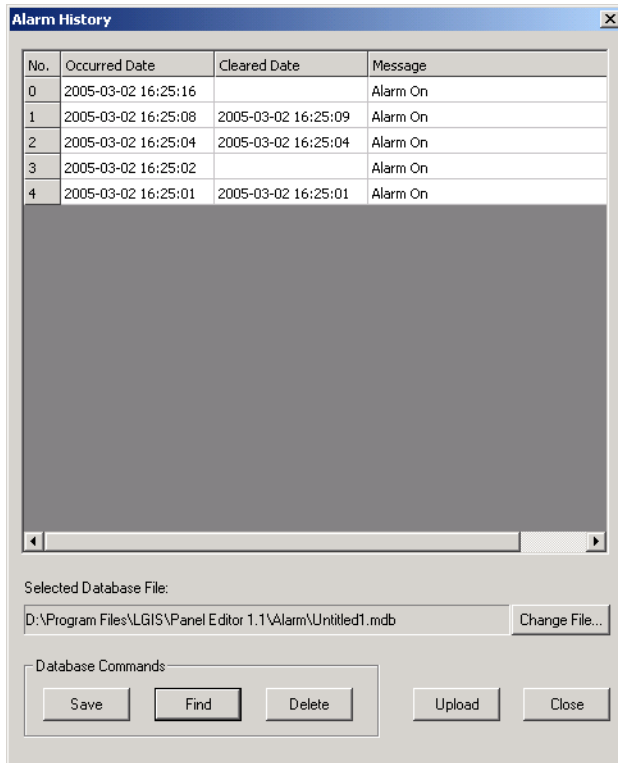 Alarm History
No. Occurred Date Cleared Date Message
0 2005-03-02 16:25:16 Alarm On
1 2005-03-02 16:25:08 2005-03-02 16:25:09 Alarm On
2 2005-03-02 16:25:04 2005-03-02 16:25:04 Alarm On
3 2005-03-02 16:25:02 Alarm On
4 2005-03-02 16:25:01 2005-03-02 16:25:01 Alarm On
Selected Database File:
D:\Program Files\LGIS\Panel Editor 1.1\Alarm\Untitled1.mdb Change File...
Database Commands
Save Find Delete Upload Close